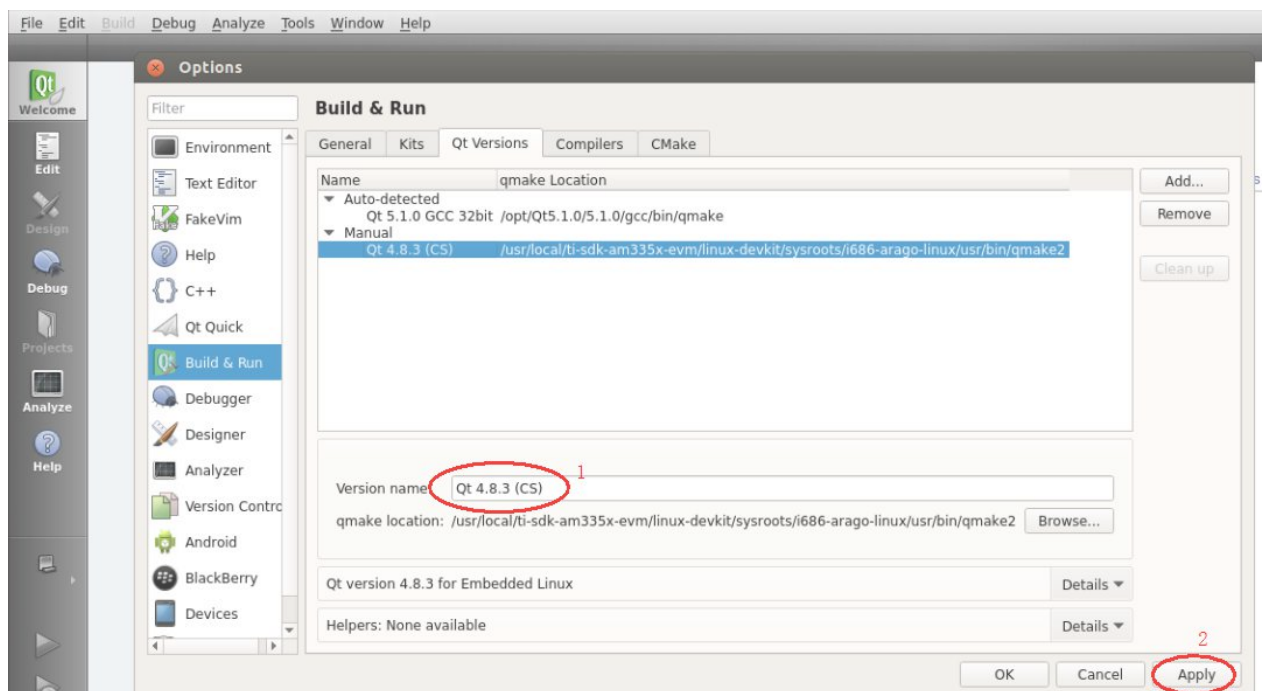 File Edit Build Debug Analyze Tools Window Help
Options
Welcome
Edit
Design
Debug
Projects
Analyze
Help
Filter
Environment
Text Editor
FakeVim
Help
C++
Qt Quick
Build & Run
Debugger
Designer
Analyzer
Version Contrc
Android
BlackBerry
Devices
Build & Run
General Kits Qt Versions Compilers CMake
Name qmake Location
Auto-detected
Qt 5.1.0 GCC 32bit /opt/Qt5.1.0/5.1.0/gcc/bin/qmake
Manual
Qt 4.8.3 (CS) /usr/local/ti-sdk-am335x-evm/linux-devkit/sysroots/i686-arago-linux/usr/bin/qmake2
Add...
Remove
Clean up
1
Version name: Qt 4.8.3 (CS)
qmake location: /usr/local/ti-sdk-am335x-evm/linux-devkit/sysroots/i686-arago-linux/usr/bin/qmake2 Browse...
Qt version 4.8.3 for Embedded Linux Details
Helpers: None available Details
2
OK Cancel Apply